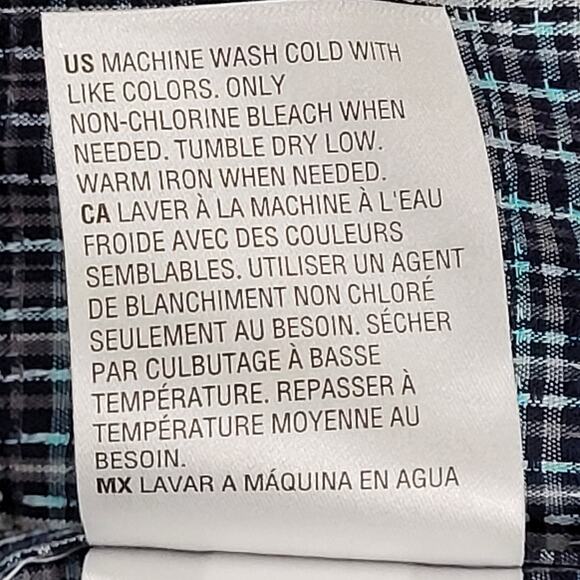 US MACHINE WASH COLD WITH
LIKE COLORS. ONLY
NON-CHLORINE BLEACH WHEN
NEEDED. TUMBLE DRY LOW.
WARM IRON WHEN NEEDED.
CA LAVER À LA MACHINE À L'EAU
FROIDE AVEC DES COULEURS
SEMBLABLES. UTILISER UN AGENT
DE BLANCHIMENT NON CHLORÉ
SEULEMENT AU BESOIN. SÉCHER
PAR CULBUTAGE À BASSE
TEMPÉRATURE. REPASSER À
TEMPÉRATURE MOYENNE AU
BESOIN.
MX LAVAR A MÁQUINA EN AGUA